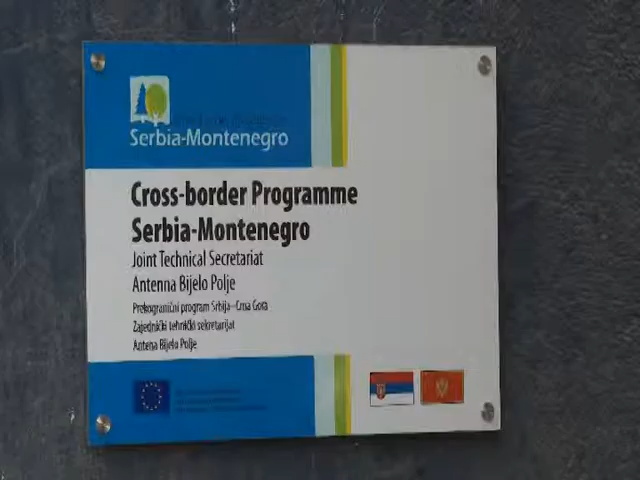 Serbia-Montenegro
Cross-border Programme
Serbia-Montenegro
Joint Technical Secretariat
Antenna Bijelo Polje
Prekogranični program Srbija–Crna Gora
Zajednički tehnički sekretarijat
Antena Bijelo Polje